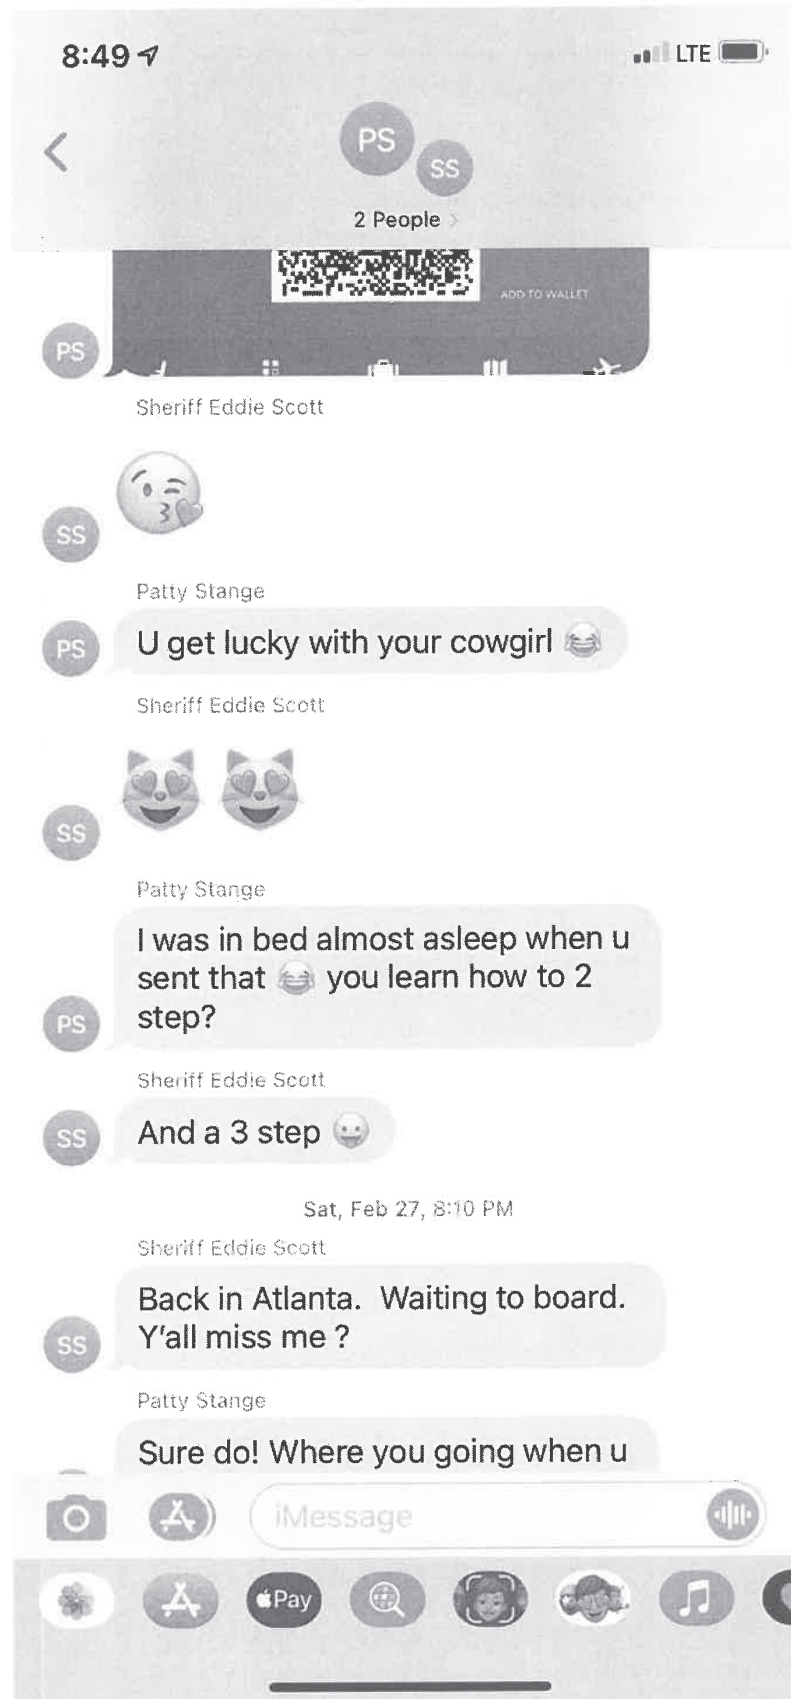 8:49
LTE
PS
SS
2 People
ADD TO WALLET
PS
Sheriff Eddie Scott
SS
Patty Stange
U get lucky with your cowgirl 😂
PS
Sheriff Eddie Scott
😻 😻
SS
Patty Stange
I was in bed almost asleep when u
sent that 😂 you learn how to 2
step?
PS
Sheriff Eddie Scott
And a 3 step 😛
SS
Sat, Feb 27, 8:10 PM
Sheriff Eddie Scott
Back in Atlanta.  Waiting to board.
Y'all miss me ?
SS
Patty Stange
Sure do! Where you going when u
iMessage
Pay